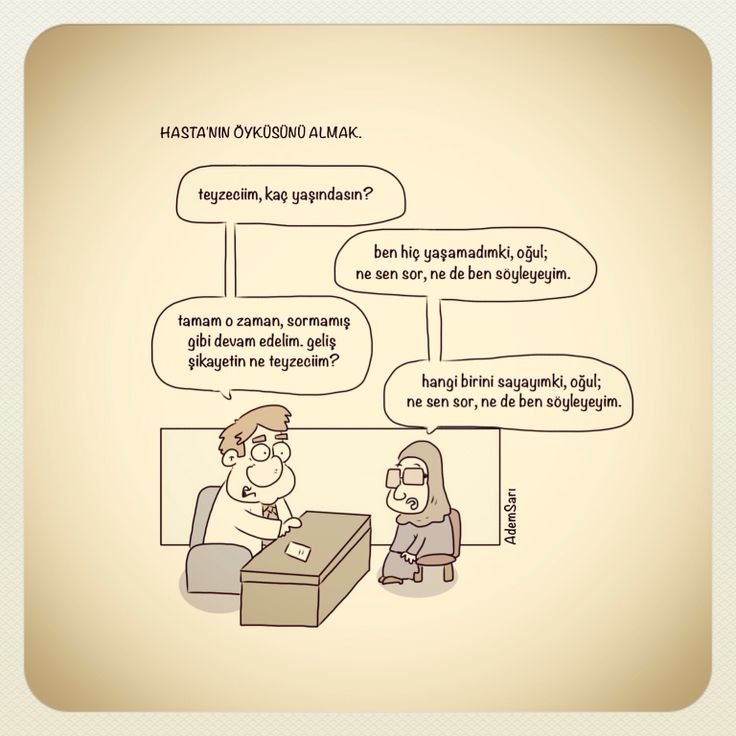 HASTA'NIN ÖYKÜSÜNÜ ALMAK.
teyzeciim, kaç yaşındasın?
ben hiç yaşamadımki, oğul;
ne sen sor, ne de ben söyleyeyim.
tamam o zaman, sormamış
gibi devam edelim. geliş
şikayetin ne teyzeciim?
hangi birini sayayımki, oğul;
ne sen sor, ne de ben söyleyeyim.
AdemSarı